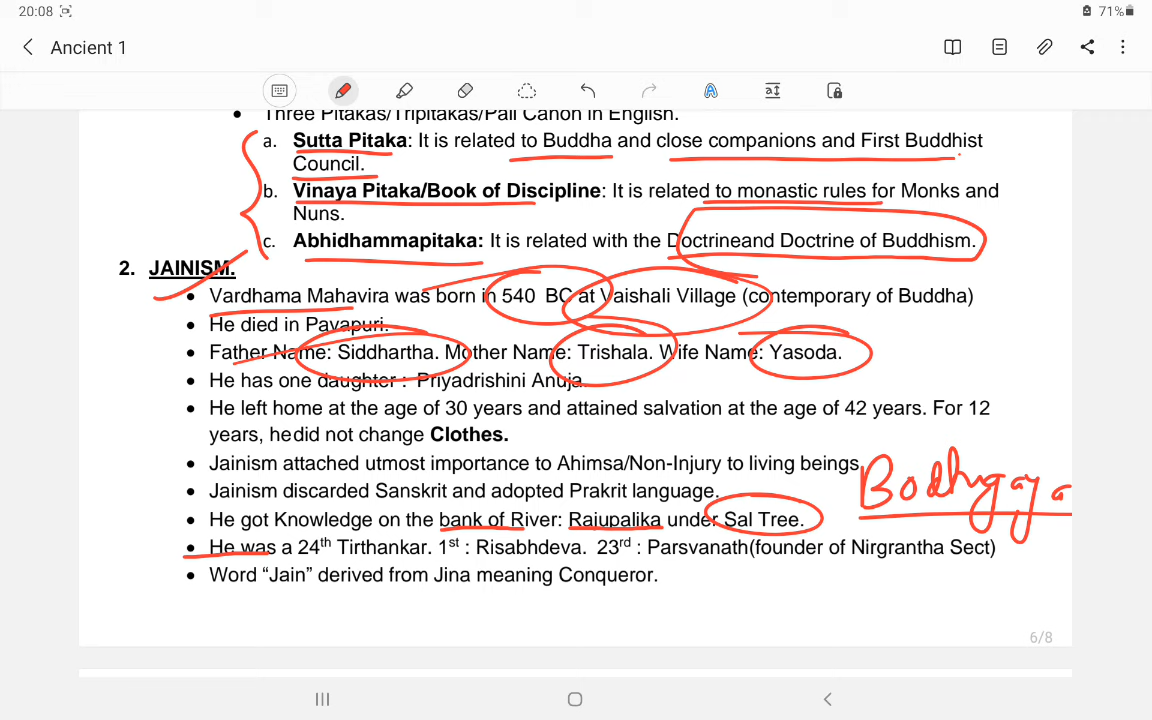 20:08 71%
Ancient 1
Three Pitakas/Tripitakas/Pali Canon in English.
a. Sutta Pitaka: It is related to Buddha and close companions and First Buddhist
Council.
b. Vinaya Pitaka/Book of Discipline: It is related to monastic rules for Monks and
Nuns.
c. Abhidhammapitaka: It is related with the Doctrineand Doctrine of Buddhism.
2. JAINISM.
• Vardhama Mahavira was born in 540 BC at Vaishali Village (contemporary of Buddha)
• He died in Pavapuri.
• Father Name: Siddhartha. Mother Name: Trishala. Wife Name: Yasoda.
• He has one daughter : Priyadrishini Anuja.
• He left home at the age of 30 years and attained salvation at the age of 42 years. For 12
years, hedid not change Clothes.
• Jainism attached utmost importance to Ahimsa/Non-Injury to living beings.
Bodhgaya
• Jainism discarded Sanskrit and adopted Prakrit language.
• He got Knowledge on the bank of River: Rajupalika under Sal Tree.
• He was a 24th Tirthankar. 1st : Risabhdeva. 23rd : Parsvanath(founder of Nirgrantha Sect)
• Word “Jain” derived from Jina meaning Conqueror.
6/8